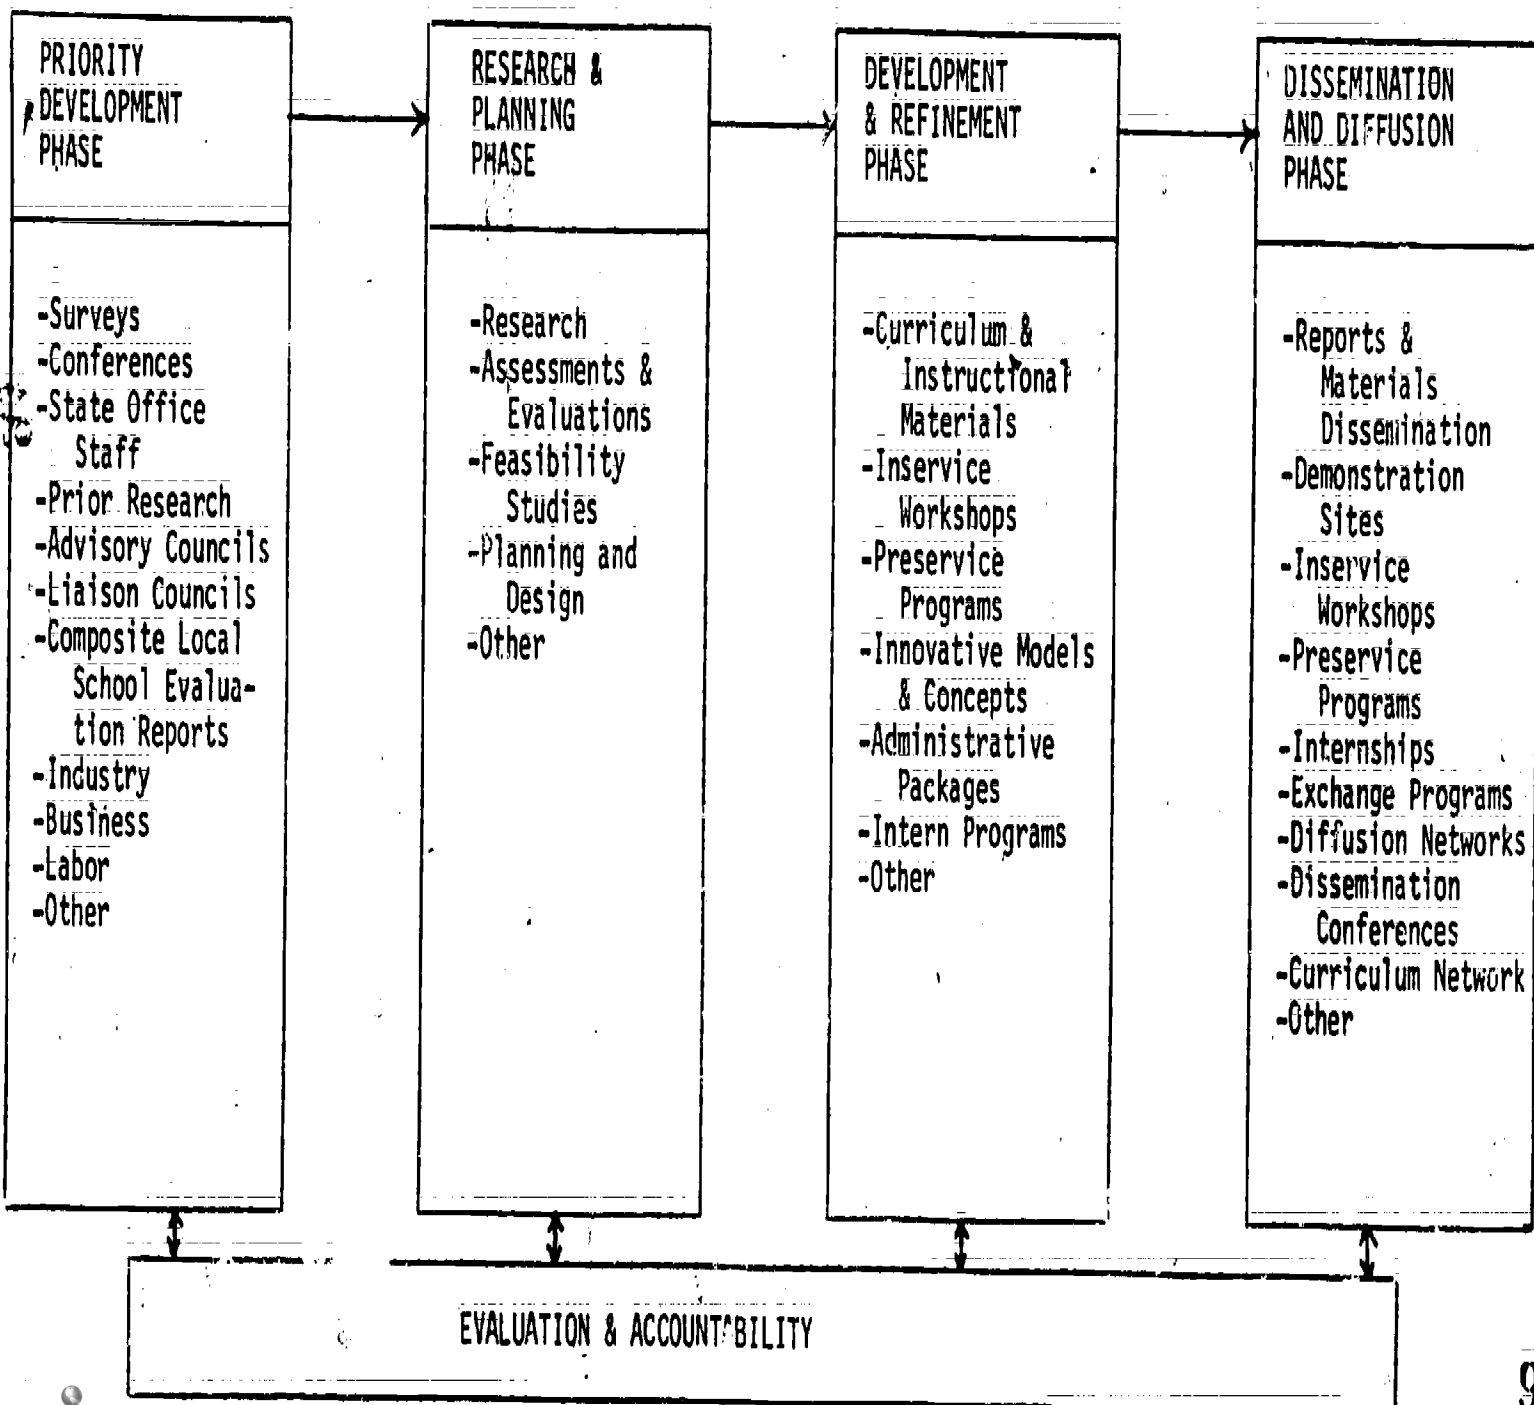 PRIORITY
DEVELOPMENT
PHASE
-Surveys
-Conferences
-State Office
Staff
-Prior Research
-Advisory Councils
-Liaison Councils
-Composite Local
School Evalua-
tion Reports
-Industry
-Business
-Labor
-Other
RESEARCH &
PLANNING
PHASE
-Research
-Assessments &
Evaluations
-Feasibility
Studies
-Planning and
Design
-Other
DEVELOPMENT
& REFINEMENT
PHASE
-Curriculum &
Instructional
Materials
-Inservice
Workshops
-Preservice
Programs
-Innovative Models
& Concepts
-Administrative
Packages
-Intern Programs
-Other
DISSEMINATION
AND DIFFUSION
PHASE
-Reports &
Materials
Dissemination
-Demonstration
Sites
-Inservice
Workshops
-Preservice
Programs
-Internships
-Exchange Programs
-Diffusion Networks
-Dissemination
Conferences
-Curriculum Network
-Other
EVALUATION & ACCOUNTABILITY